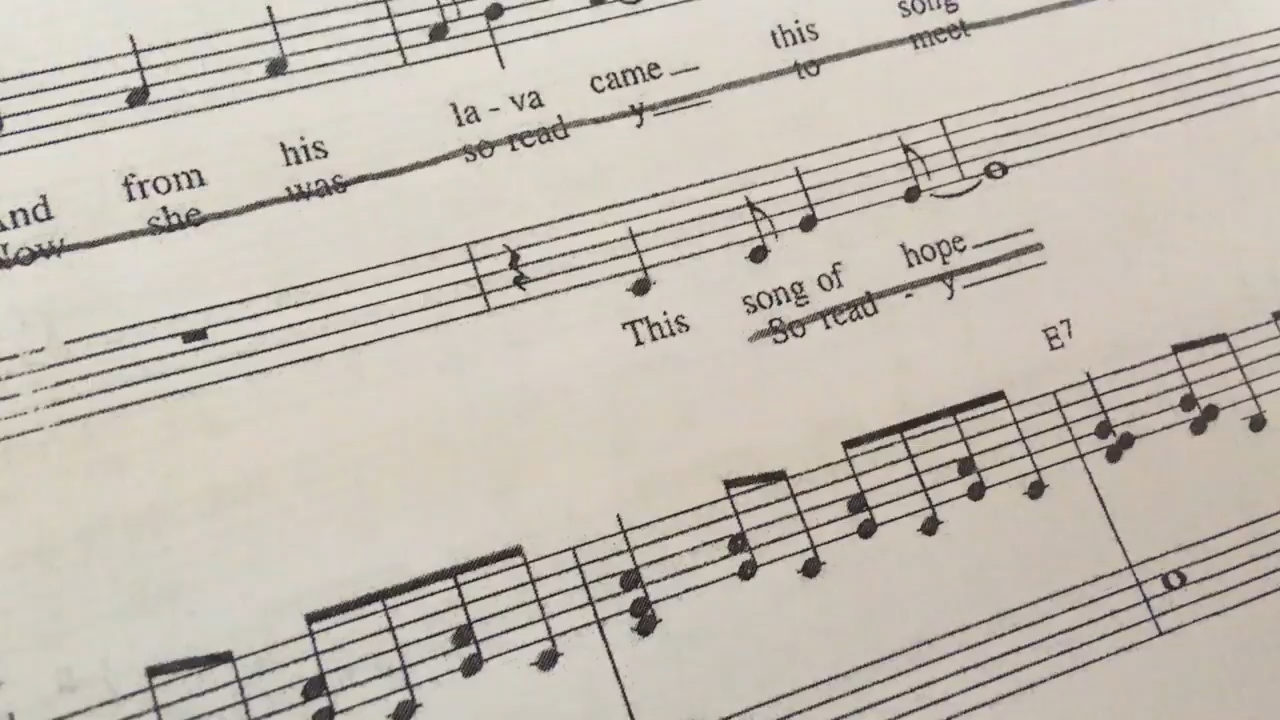 And from his la - va came this song
Now she was so read - y to meet
This song of hope
So read - y
E7